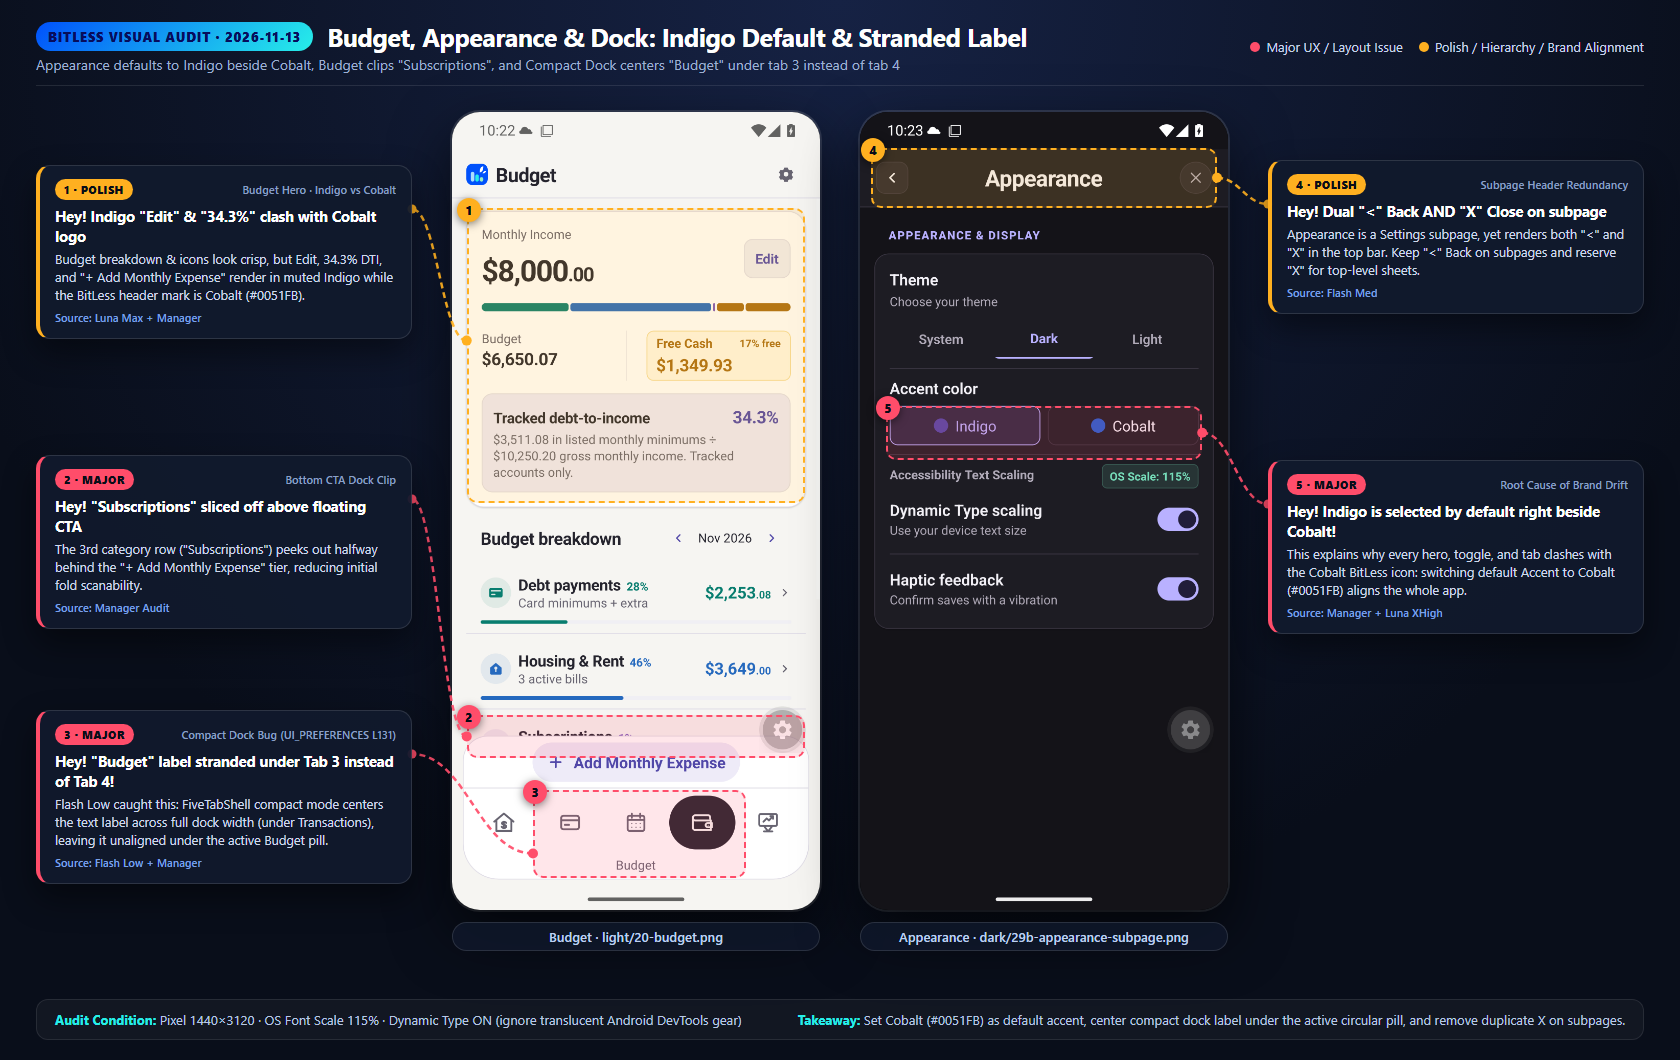 BITLESS VISUAL AUDIT · 2026-11-13
Budget, Appearance & Dock: Indigo Default & Stranded Label
Appearance defaults to Indigo beside Cobalt, Budget clips "Subscriptions", and Compact Dock centers "Budget" under tab 3 instead of tab 4
Major UX / Layout Issue
Polish / Hierarchy / Brand Alignment
1 · POLISH
Budget Hero · Indigo vs Cobalt
Hey! Indigo "Edit" & "34.3%" clash with Cobalt
logo
Budget breakdown & icons look crisp, but Edit, 34.3% DTI,
and "+ Add Monthly Expense" render in muted Indigo while
the BitLess header mark is Cobalt (#0051FB).
Source: Luna Max + Manager
2 · MAJOR
Bottom CTA Dock Clip
Hey! "Subscriptions" sliced off above floating
CTA
The 3rd category row ("Subscriptions") peeks out halfway
behind the "+ Add Monthly Expense" tier, reducing initial
fold scanability.
Source: Manager Audit
3 · MAJOR
Compact Dock Bug (UI_PREFERENCES L131)
Hey! "Budget" label stranded under Tab 3 instead
of Tab 4!
Flash Low caught this: FiveTabShell compact mode centers
the text label across full dock width (under Transactions),
leaving it unaligned under the active Budget pill.
Source: Flash Low + Manager
10:22
Budget
1
Monthly Income
$8,000.00
Edit
Budget
$6,650.07
Free Cash
17% free
$1,349.93
Tracked debt-to-income
34.3%
$3,511.08 in listed monthly minimums ÷
$10,250.20 gross monthly income. Tracked
accounts only.
Budget breakdown
< Nov 2026 >
Debt payments 28%
Card minimums + extra
$2,253.08 >
Housing & Rent 46%
3 active bills
$3,649.00 >
2
Subscriptions
+ Add Monthly Expense
3
Budget
Budget · light/20-budget.png
10:23
4
<
Appearance
X
APPEARANCE & DISPLAY
Theme
Choose your theme
System
Dark
Light
Accent color
5
Indigo
Cobalt
Accessibility Text Scaling
OS Scale: 115%
Dynamic Type scaling
Use your device text size
Haptic feedback
Confirm saves with a vibration
Appearance · dark/29b-appearance-subpage.png
4 · POLISH
Subpage Header Redundancy
Hey! Dual "<" Back AND "X" Close on subpage
Appearance is a Settings subpage, yet renders both "<" and
"X" in the top bar. Keep "<" Back on subpages and reserve
"X" for top-level sheets.
Source: Flash Med
5 · MAJOR
Root Cause of Brand Drift
Hey! Indigo is selected by default right beside
Cobalt!
This explains why every hero, toggle, and tab clashes with
the Cobalt BitLess icon: switching default Accent to Cobalt
(#0051FB) aligns the whole app.
Source: Manager + Luna XHigh
Audit Condition: Pixel 1440×3120 · OS Font Scale 115% · Dynamic Type ON (ignore translucent Android DevTools gear)
Takeaway: Set Cobalt (#0051FB) as default accent, center compact dock label under the active circular pill, and remove duplicate X on subpages.